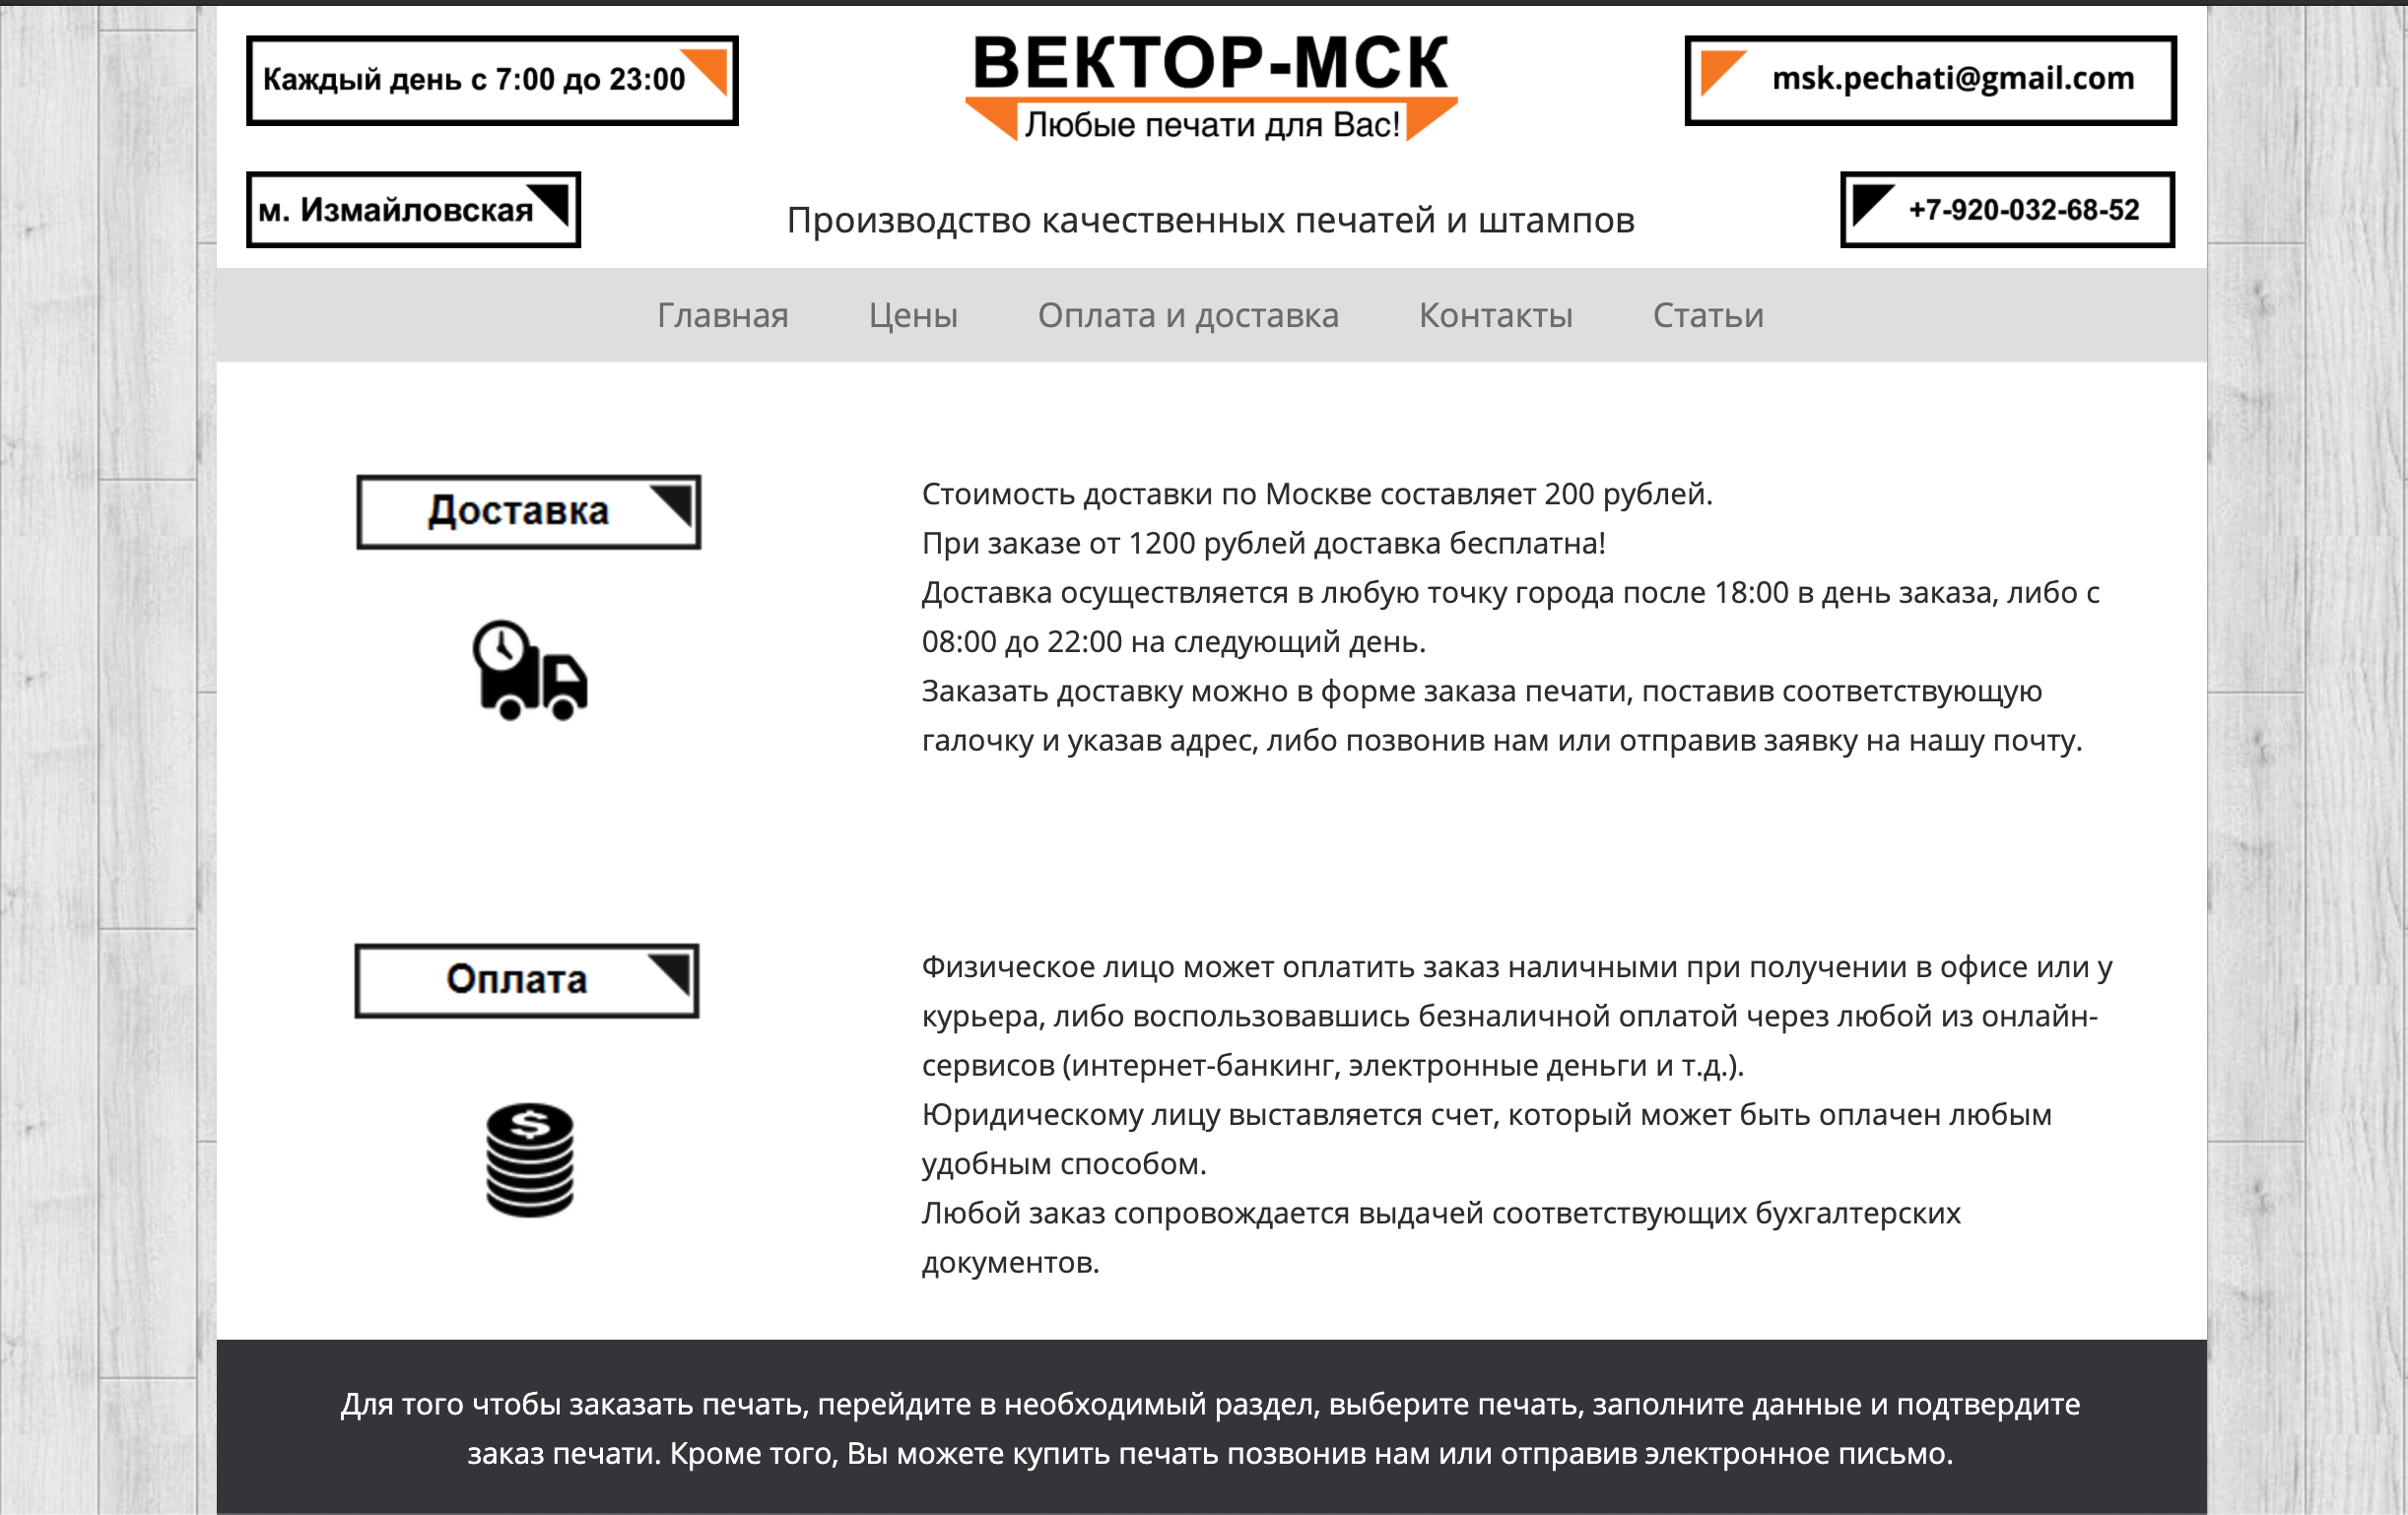 Каждый день с 7:00 до 23:00
ВЕКТОР-МСК
Любые печати для Вас!
msk.pechati@gmail.com
м. Измайловская
Производство качественных печатей и штампов
+7-920-032-68-52
Главная Цены Оплата и доставка Контакты Статьи
Доставка
Стоимость доставки по Москве составляет 200 рублей.
При заказе от 1200 рублей доставка бесплатна!
Доставка осуществляется в любую точку города после 18:00 в день заказа, либо с
08:00 до 22:00 на следующий день.
Заказать доставку можно в форме заказа печати, поставив соответствующую
галочку и указав адрес, либо позвонив нам или отправив заявку на нашу почту.
Оплата
$
Физическое лицо может оплатить заказ наличными при получении в офисе или у
курьера, либо воспользовавшись безналичной оплатой через любой из онлайн-
сервисов (интернет-банкинг, электронные деньги и т.д.).
Юридическому лицу выставляется счет, который может быть оплачен любым
удобным способом.
Любой заказ сопровождается выдачей соответствующих бухгалтерских
документов.
Для того чтобы заказать печать, перейдите в необходимый раздел, выберите печать, заполните данные и подтвердите
заказ печати. Кроме того, Вы можете купить печать позвонив нам или отправив электронное письмо.